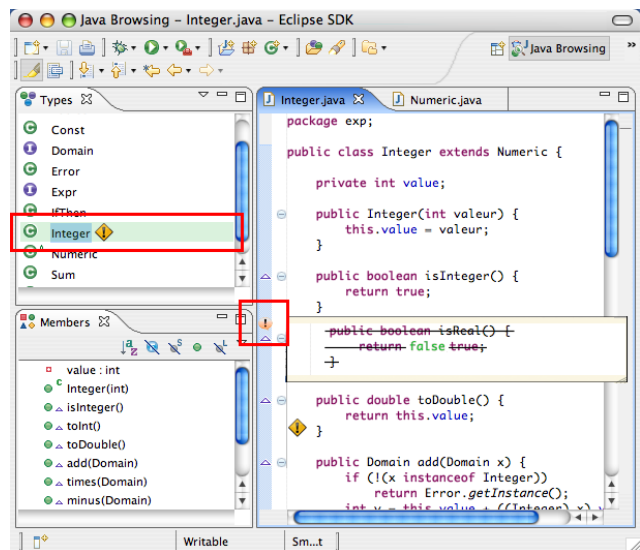 Java Browsing – Integer.java – Eclipse SDK
Java Browsing
»
Types
Const
Domain
Error
Expr
IfThen
Integer
Numeric
Sum
Members
value : int
Integer(int)
isInteger()
toInt()
toDouble()
add(Domain)
times(Domain)
minus(Domain)
Integer.java
Numeric.java
package exp;
public class Integer extends Numeric {
private int value;
public Integer(int valeur) {
this.value = valeur;
}
public boolean isInteger() {
return true;
}
public boolean isReal() {
return false true;
}
public double toDouble() {
return this.value;
}
public Domain add(Domain x) {
if (!(x instanceof Integer))
return Error.getInstance();
int v = this.value + ((Integer) x)
Writable
Sm...t